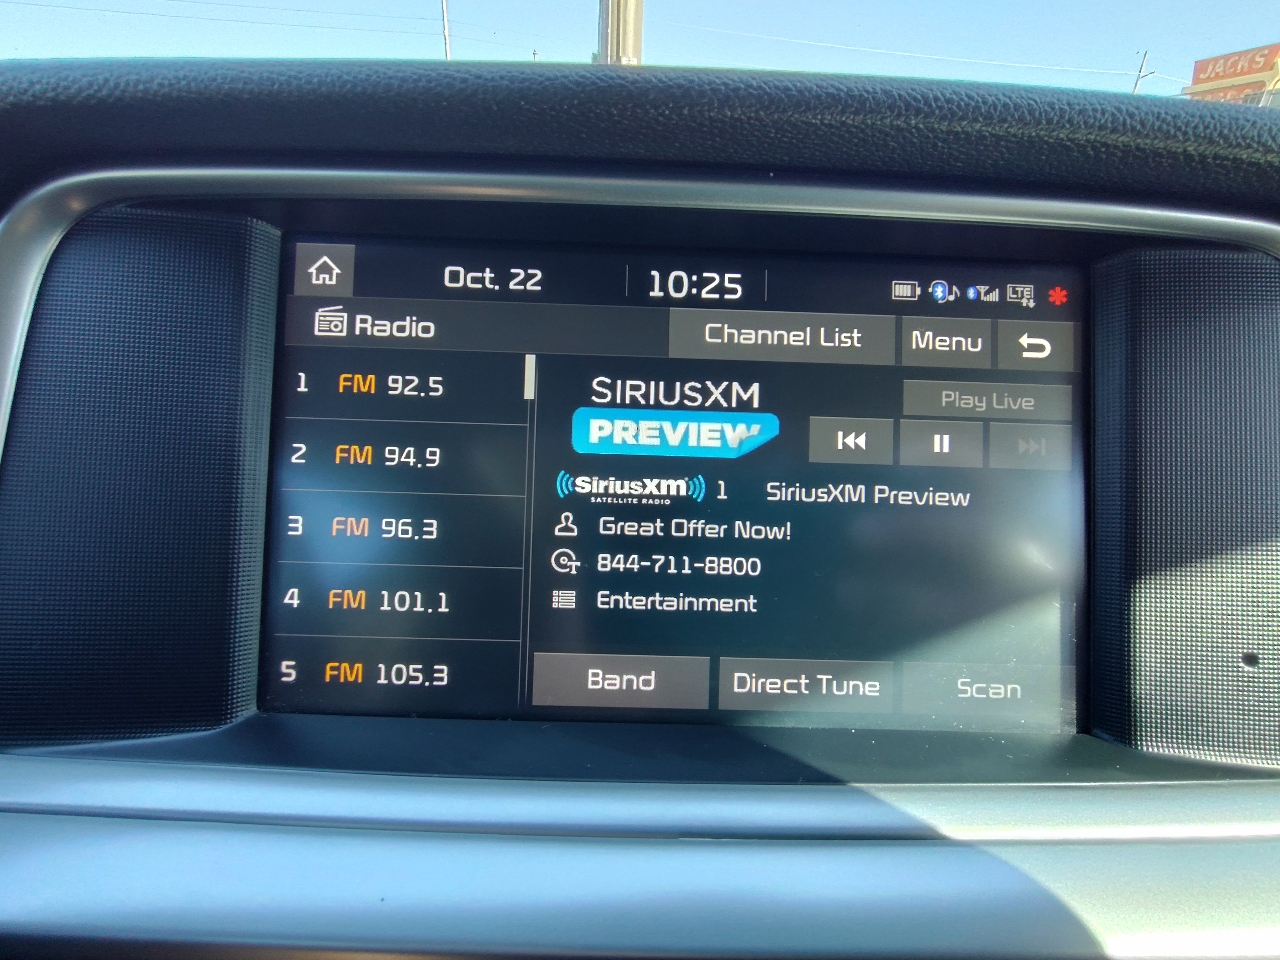 JACKS
Oct. 22
10:25
LTE
Radio
Channel List
Menu
1 FM 92.5
2 FM 94.9
3 FM 96.3
4 FM 101.1
5 FM 105.3
SIRIUSXM
PREVIEW
Play Live
SiriusXM 1 SiriusXM Preview
SATELLITE RADIO
Great Offer Now!
844-711-8800
Entertainment
Band
Direct Tune
Scan